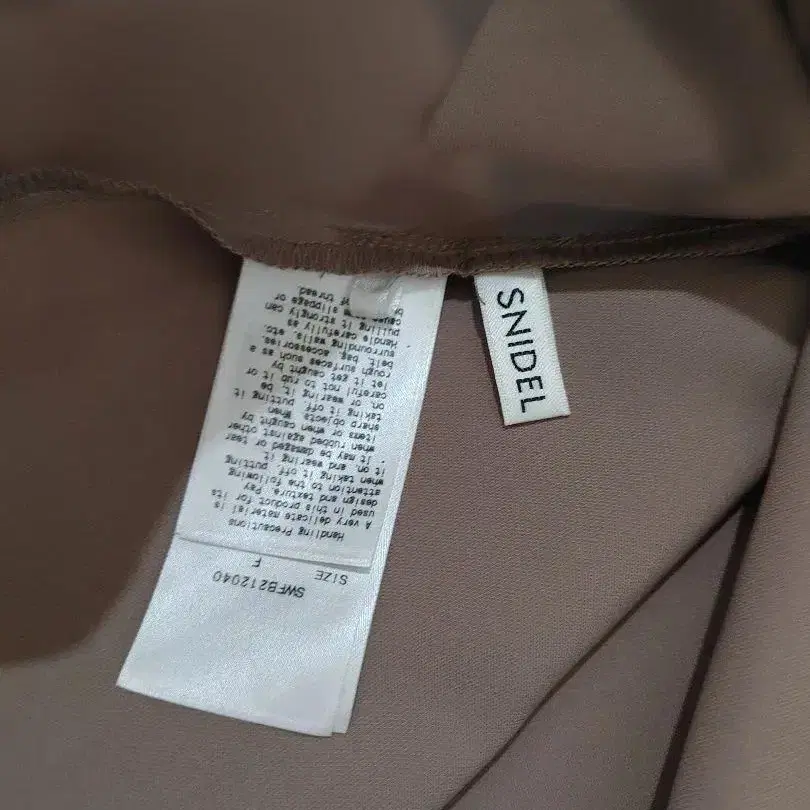 SNIDEL
SWFB212040
SIZE
F
Handling Precautions
A very delicate material is
used in this product for its
design and texture. Pay
attention to the following
when taking it off, putting
it on, and wearing it.
・It may be damaged or tear
when rubbed against other
items or when caught by
sharp objects. When
taking it off, putting it
on, or wearing it, be
careful not to rub it or
let it get caught by
rough surfaces such as a
belt, bag, accessories,
surrounding walls, etc.
Handle carefully as
pulling it strongly can
cause slippage or
thread.